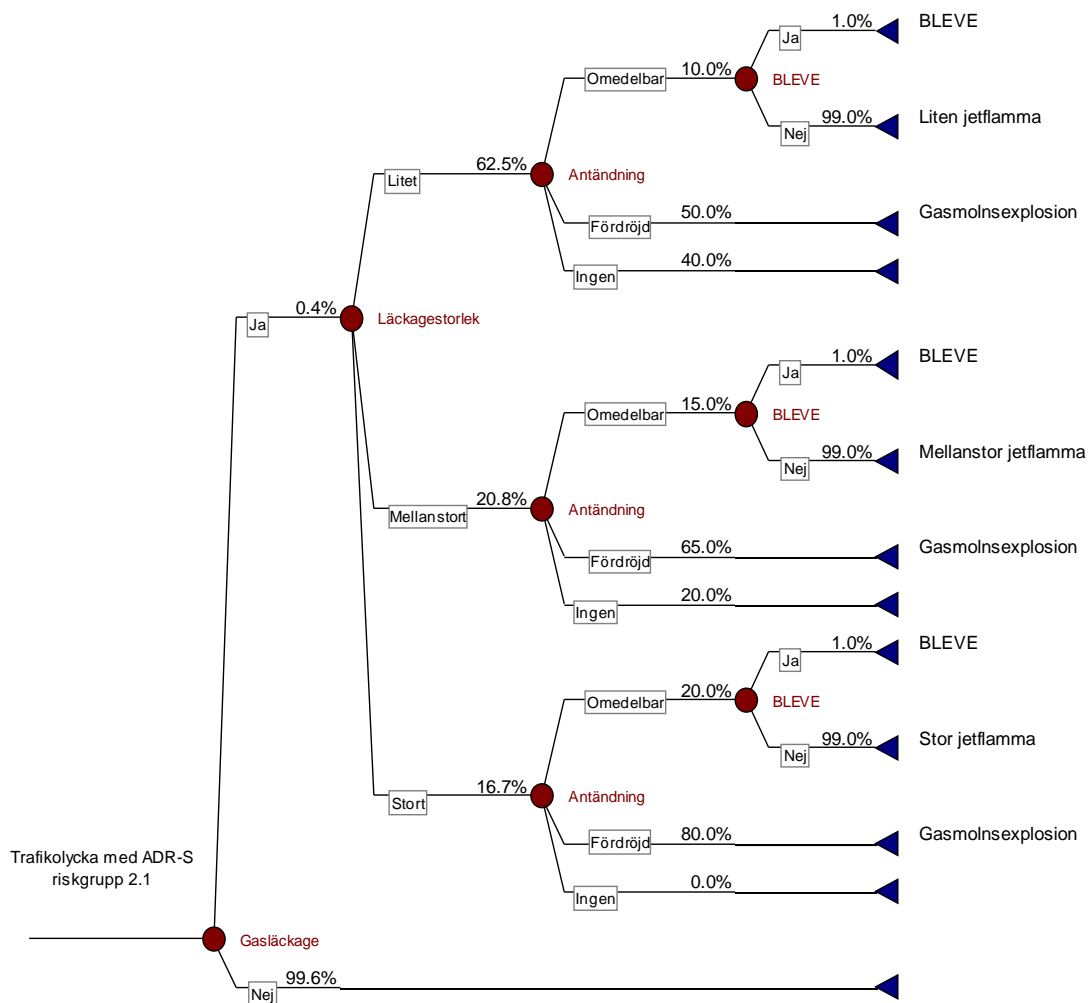 1.0%
BLEVE
Ja
Omedelbar
10.0%
BLEVE
99.0%
Liten jetflamma
Nej
62.5%
Litet
Antändning
50.0%
Gasmolnsexplosion
Fördröjd
40.0%
Ingen
0.4%
Ja
Läckagestorlek
1.0%
BLEVE
Ja
15.0%
Omedelbar
BLEVE
99.0%
Mellanstor jetflamma
Nej
20.8%
Mellanstort
Antändning
65.0%
Gasmolnsexplosion
Fördröjd
20.0%
Ingen
1.0%
BLEVE
Ja
20.0%
Omedelbar
BLEVE
99.0%
Stor jetflamma
Nej
16.7%
Stort
Antändning
80.0%
Gasmolnsexplosion
Fördröjd
0.0%
Ingen
Trafikolycka med ADR-S
riskgrupp 2.1
Gasläckage
99.6%
Nej